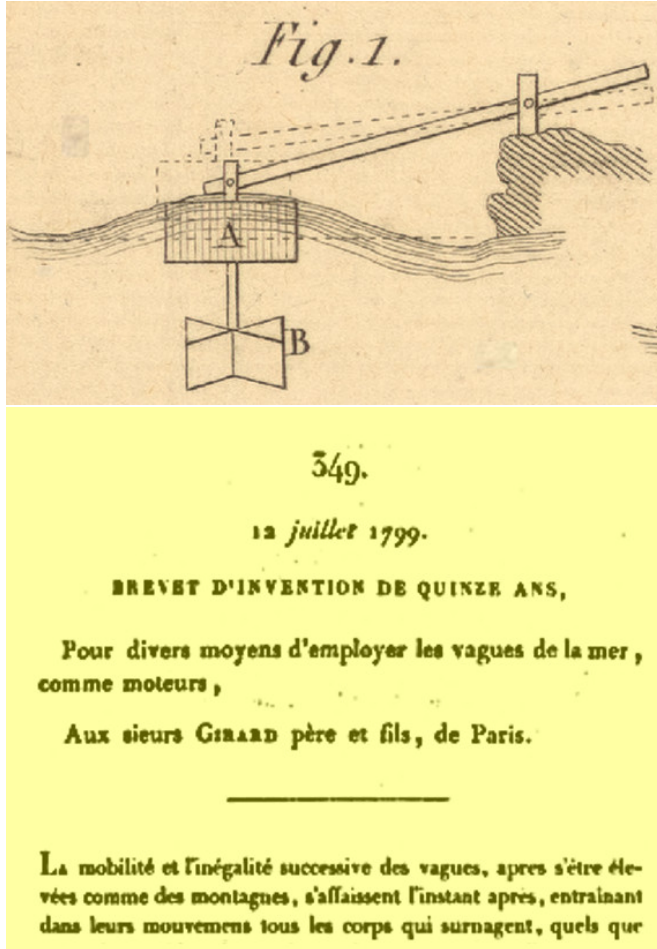 Fig. 1.
A
B
349.
12 juillet 1799.
BREVET D'INVENTION DE QUINZE ANS,
Pour divers moyens d'employer les vagues de la mer,
comme moteurs,
Aux sieurs GIRARD père et fils, de Paris.
LA mobilité et l'inégalité successive des vagues, apres s'être éle-
vées comme des montagnes, s'affaissent l'instant apres, entrainant
dans leurs mouvemens tous les corps qui surnagent, quels que